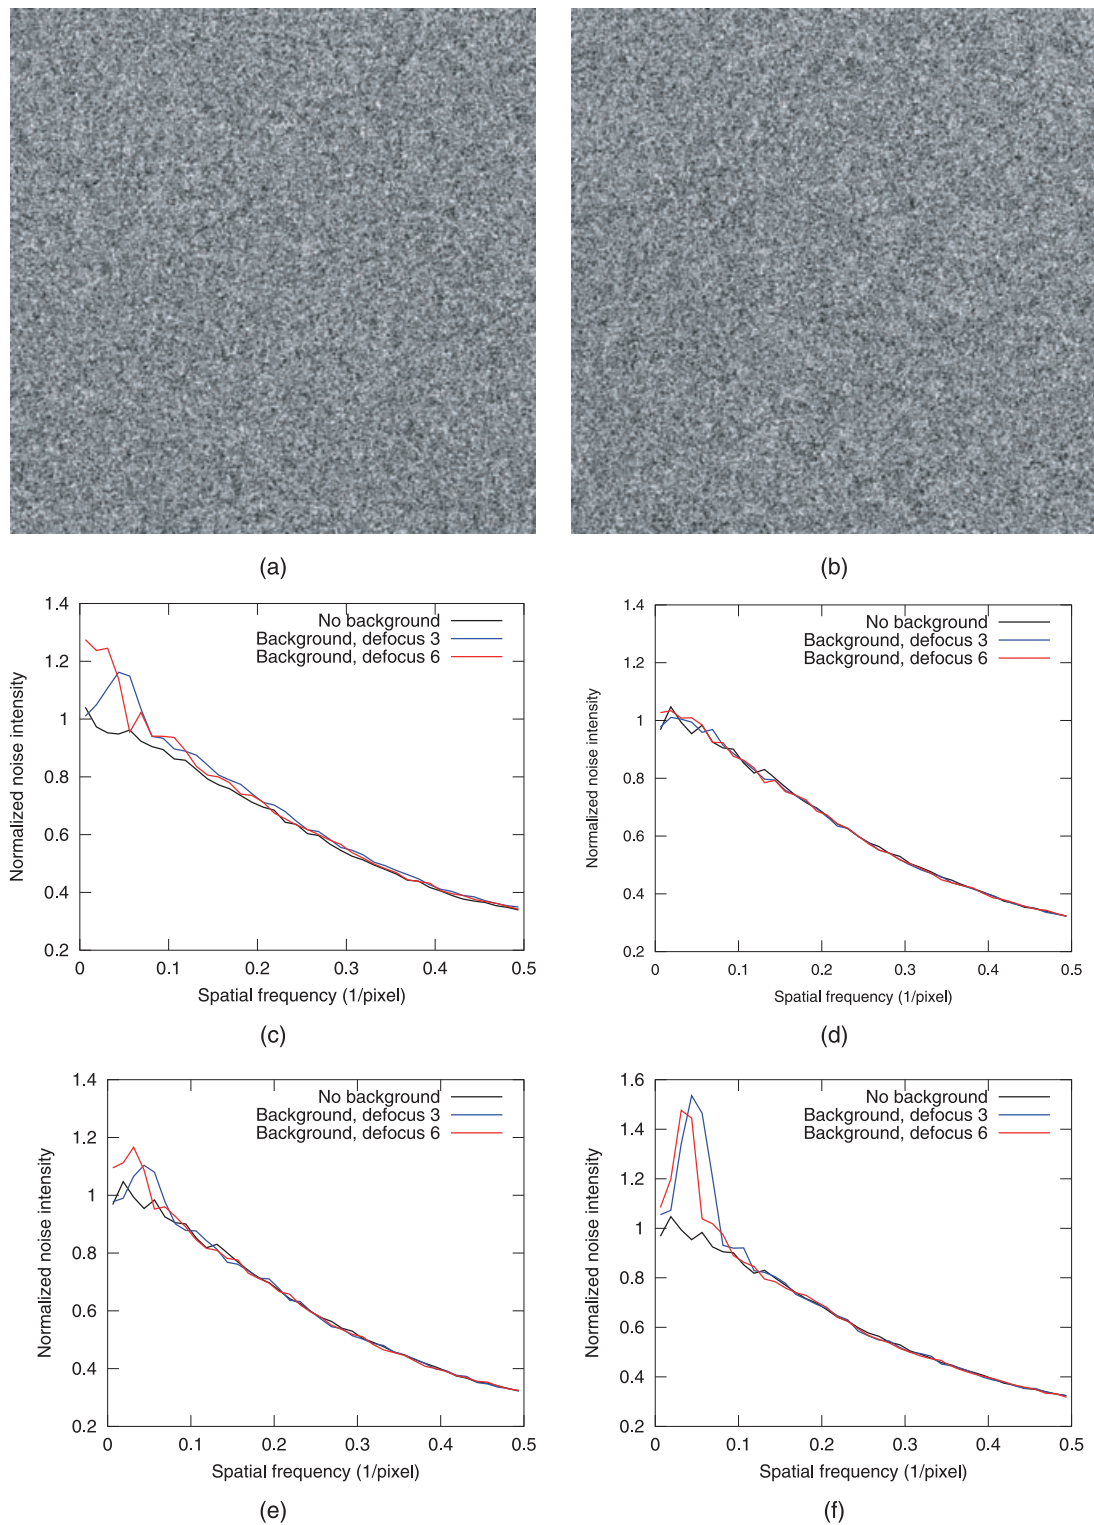 (a)
(b)
1.4
1.2
1
0.8
0.6
0.4
0.2
0
0.1
0.2
0.3
0.4
0.5
Normalized noise intensity
Spatial frequency (1/pixel)
No background
Background, defocus 3
Background, defocus 6
(c)
1.4
1.2
1.0
0.8
0.6
0.4
0.2
0
0.1
0.2
0.3
0.4
0.5
Normalized noise intensity
Spatial frequency (1/pixel)
No background
Background, defocus 3
Background, defocus 6
(d)
1.4
1.2
1
0.8
0.6
0.4
0.2
0
0.1
0.2
0.3
0.4
0.5
Normalized noise intensity
Spatial frequency (1/pixel)
No background
Background, defocus 3
Background, defocus 6
(e)
1.6
1.4
1.2
1
0.8
0.6
0.4
0.2
0
0.1
0.2
0.3
0.4
0.5
Normalized noise intensity
Spatial frequency (1/pixel)
No background
Background, defocus 3
Background, defocus 6
(f)